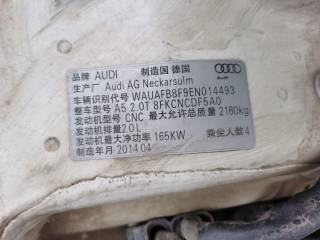 品牌 AUDI 制造国 德国
生产厂 Audi AG Neckarsulm
Audi
车辆识别代号 WAUAFB8F9EN014493
整车型号 A5 2.0T 8FKCNCDF5A0
发动机型号 CNC 最大允许总质量 2160kg
发动机排量2.0L
发动机最大净功率 165KW 乘坐人数4
制造年月 2014 04